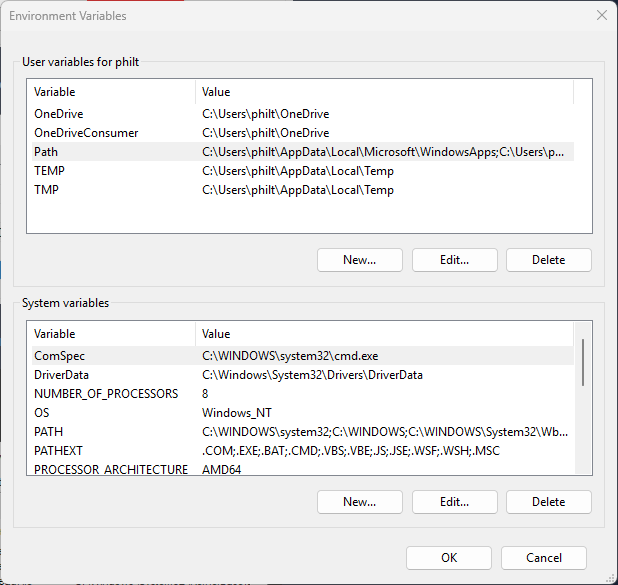 Environment Variables
User variables for philt
Variable Value
OneDrive C:\Users\philt\OneDrive
OneDriveConsumer C:\Users\philt\OneDrive
Path C:\Users\philt\AppData\Local\Microsoft\WindowsApps;C:\Users\p...
TEMP C:\Users\philt\AppData\Local\Temp
TMP C:\Users\philt\AppData\Local\Temp
New... Edit... Delete
System variables
Variable Value
ComSpec C:\WINDOWS\system32\cmd.exe
DriverData C:\Windows\System32\Drivers\DriverData
NUMBER_OF_PROCESSORS 8
OS Windows_NT
PATH C:\WINDOWS\system32;C:\WINDOWS;C:\WINDOWS\System32\Wb...
PATHEXT .COM;.EXE;.BAT;.CMD;.VBS;.VBE;.JS;.JSE;.WSF;.WSH;.MSC
PROCESSOR_ARCHITECTURE AMD64
New... Edit... Delete
OK Cancel